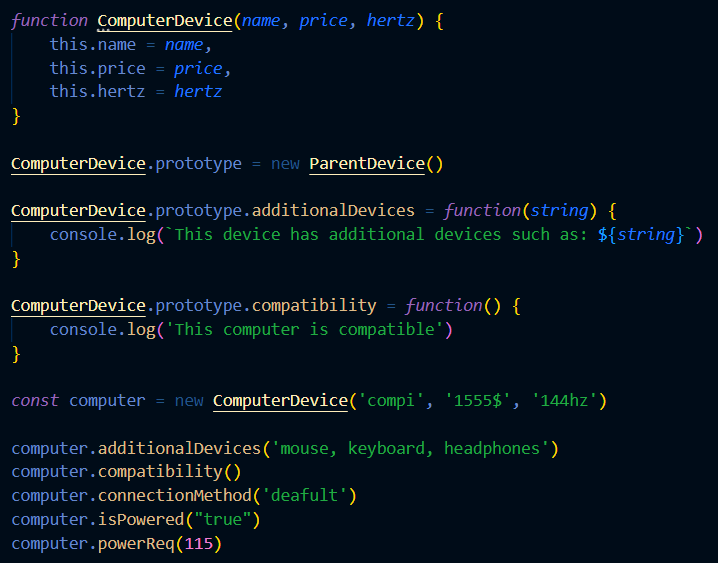 function ComputerDevice(name, price, hertz) {
    this.name = name,
    this.price = price,
    this.hertz = hertz
}
ComputerDevice.prototype = new ParentDevice()
ComputerDevice.prototype.additionalDevices = function(string) {
    console.log(`This device has additional devices such as: ${string}`)
}
ComputerDevice.prototype.compatibility = function() {
    console.log('This computer is compatible')
}
const computer = new ComputerDevice('compi', '1555$', '144hz')
computer.additionalDevices('mouse, keyboard, headphones')
computer.compatibility()
computer.connectionMethod('deafult')
computer.isPowered("true")
computer.powerReq(115)